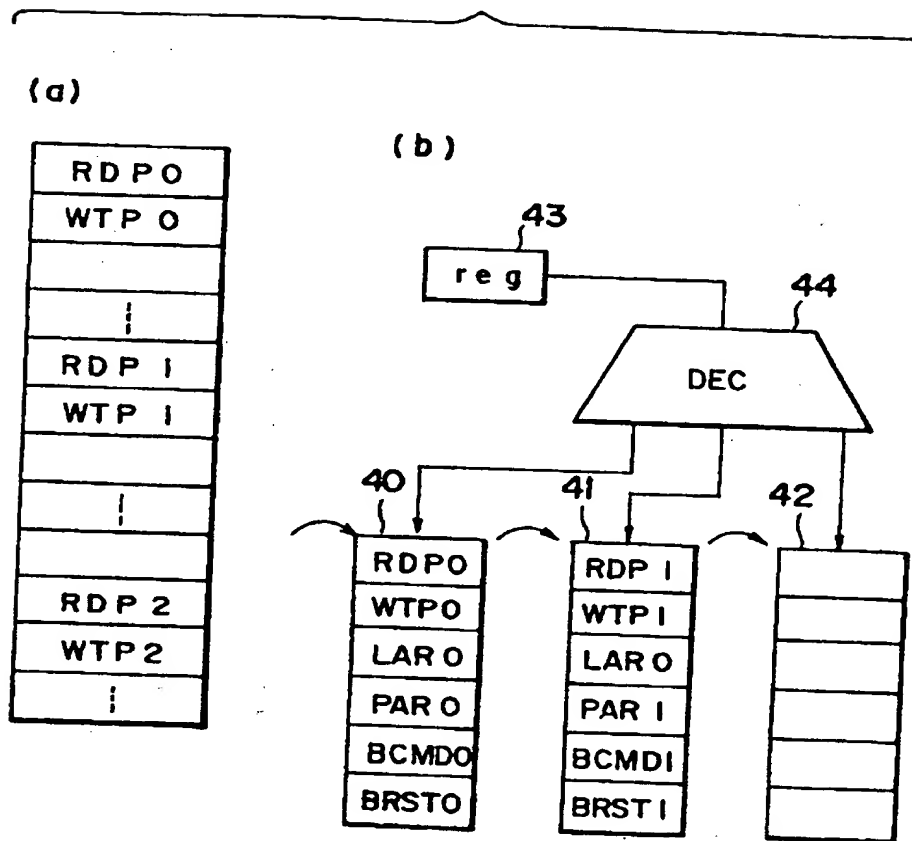 (a)
RDP0
WTP0
RDP1
WTP1
RDP2
WTP2
(b)
43
reg
44
DEC
40
RDP0
WTP0
LAR0
PAR0
BCMD0
BRST0
41
RDP1
WTP1
LAR0
PAR1
BCMD1
BRST1
42